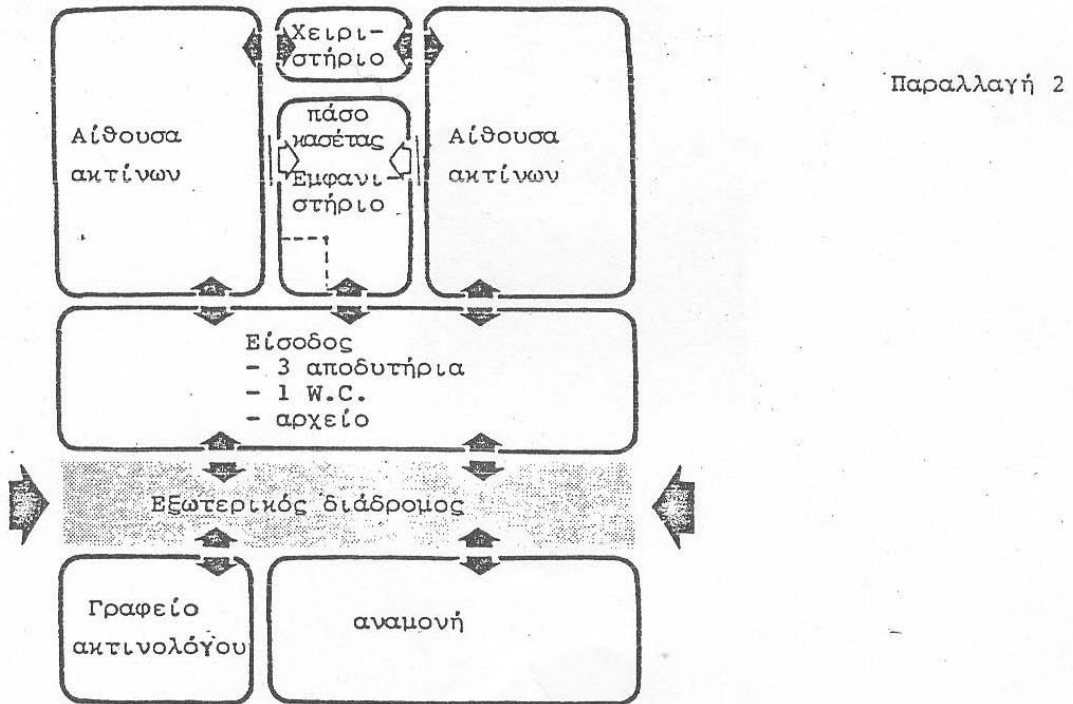 Χειρι-
στήριο
Παραλλαγή 2
πάσο
κασέτας
Αίθουσα
ακτίνων
Εμφανι-
στήριο
Αίθουσα
ακτίνων
Είσοδος
- 3 αποδυτήρια
- 1 W.C.
- αρχείο
Εξωτερικός διάδρομος
Γραφείο
ακτινολόγου
αναμονή